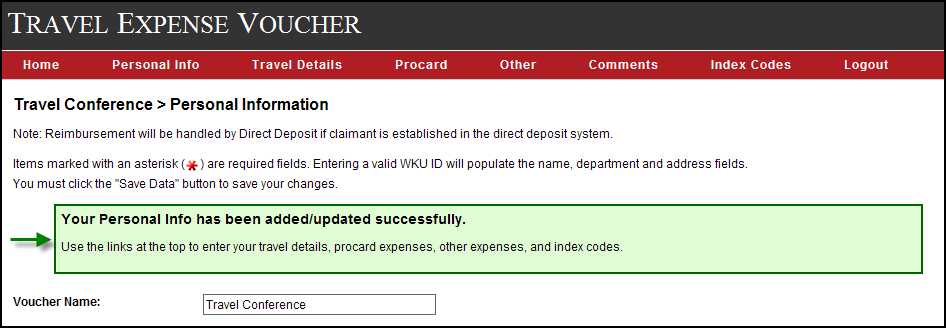 TRAVEL EXPENSE VOUCHER
Home Personal Info Travel Details Procard Other Comments Index Codes Logout
Travel Conference > Personal Information
Note: Reimbursement will be handled by Direct Deposit if claimant is established in the direct deposit system.
Items marked with an asterisk (*) are required fields. Entering a valid WKU ID will populate the name, department and address fields.
You must click the "Save Data" button to save your changes.
Your Personal Info has been added/updated successfully.
Use the links at the top to enter your travel details, procard expenses, other expenses, and index codes.
Voucher Name: Travel Conference